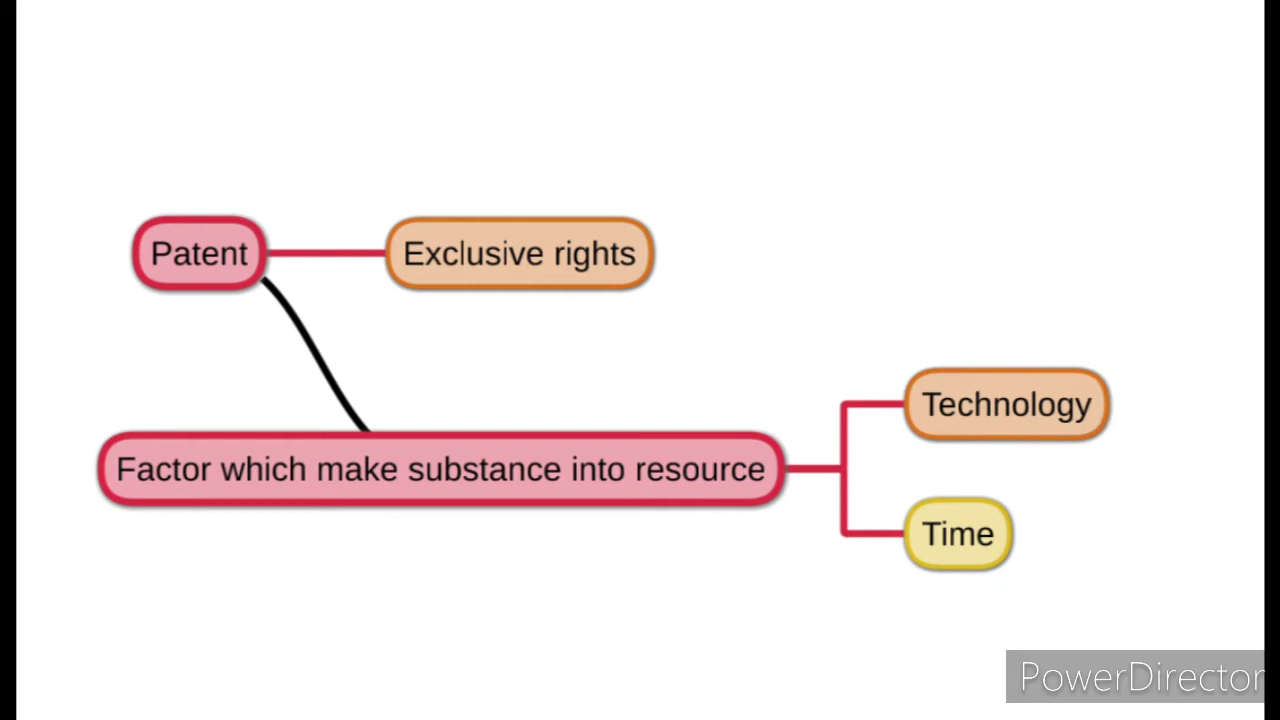 Patent
Exclusive rights
Factor which make substance into resource
Technology
Time
PowerDirector